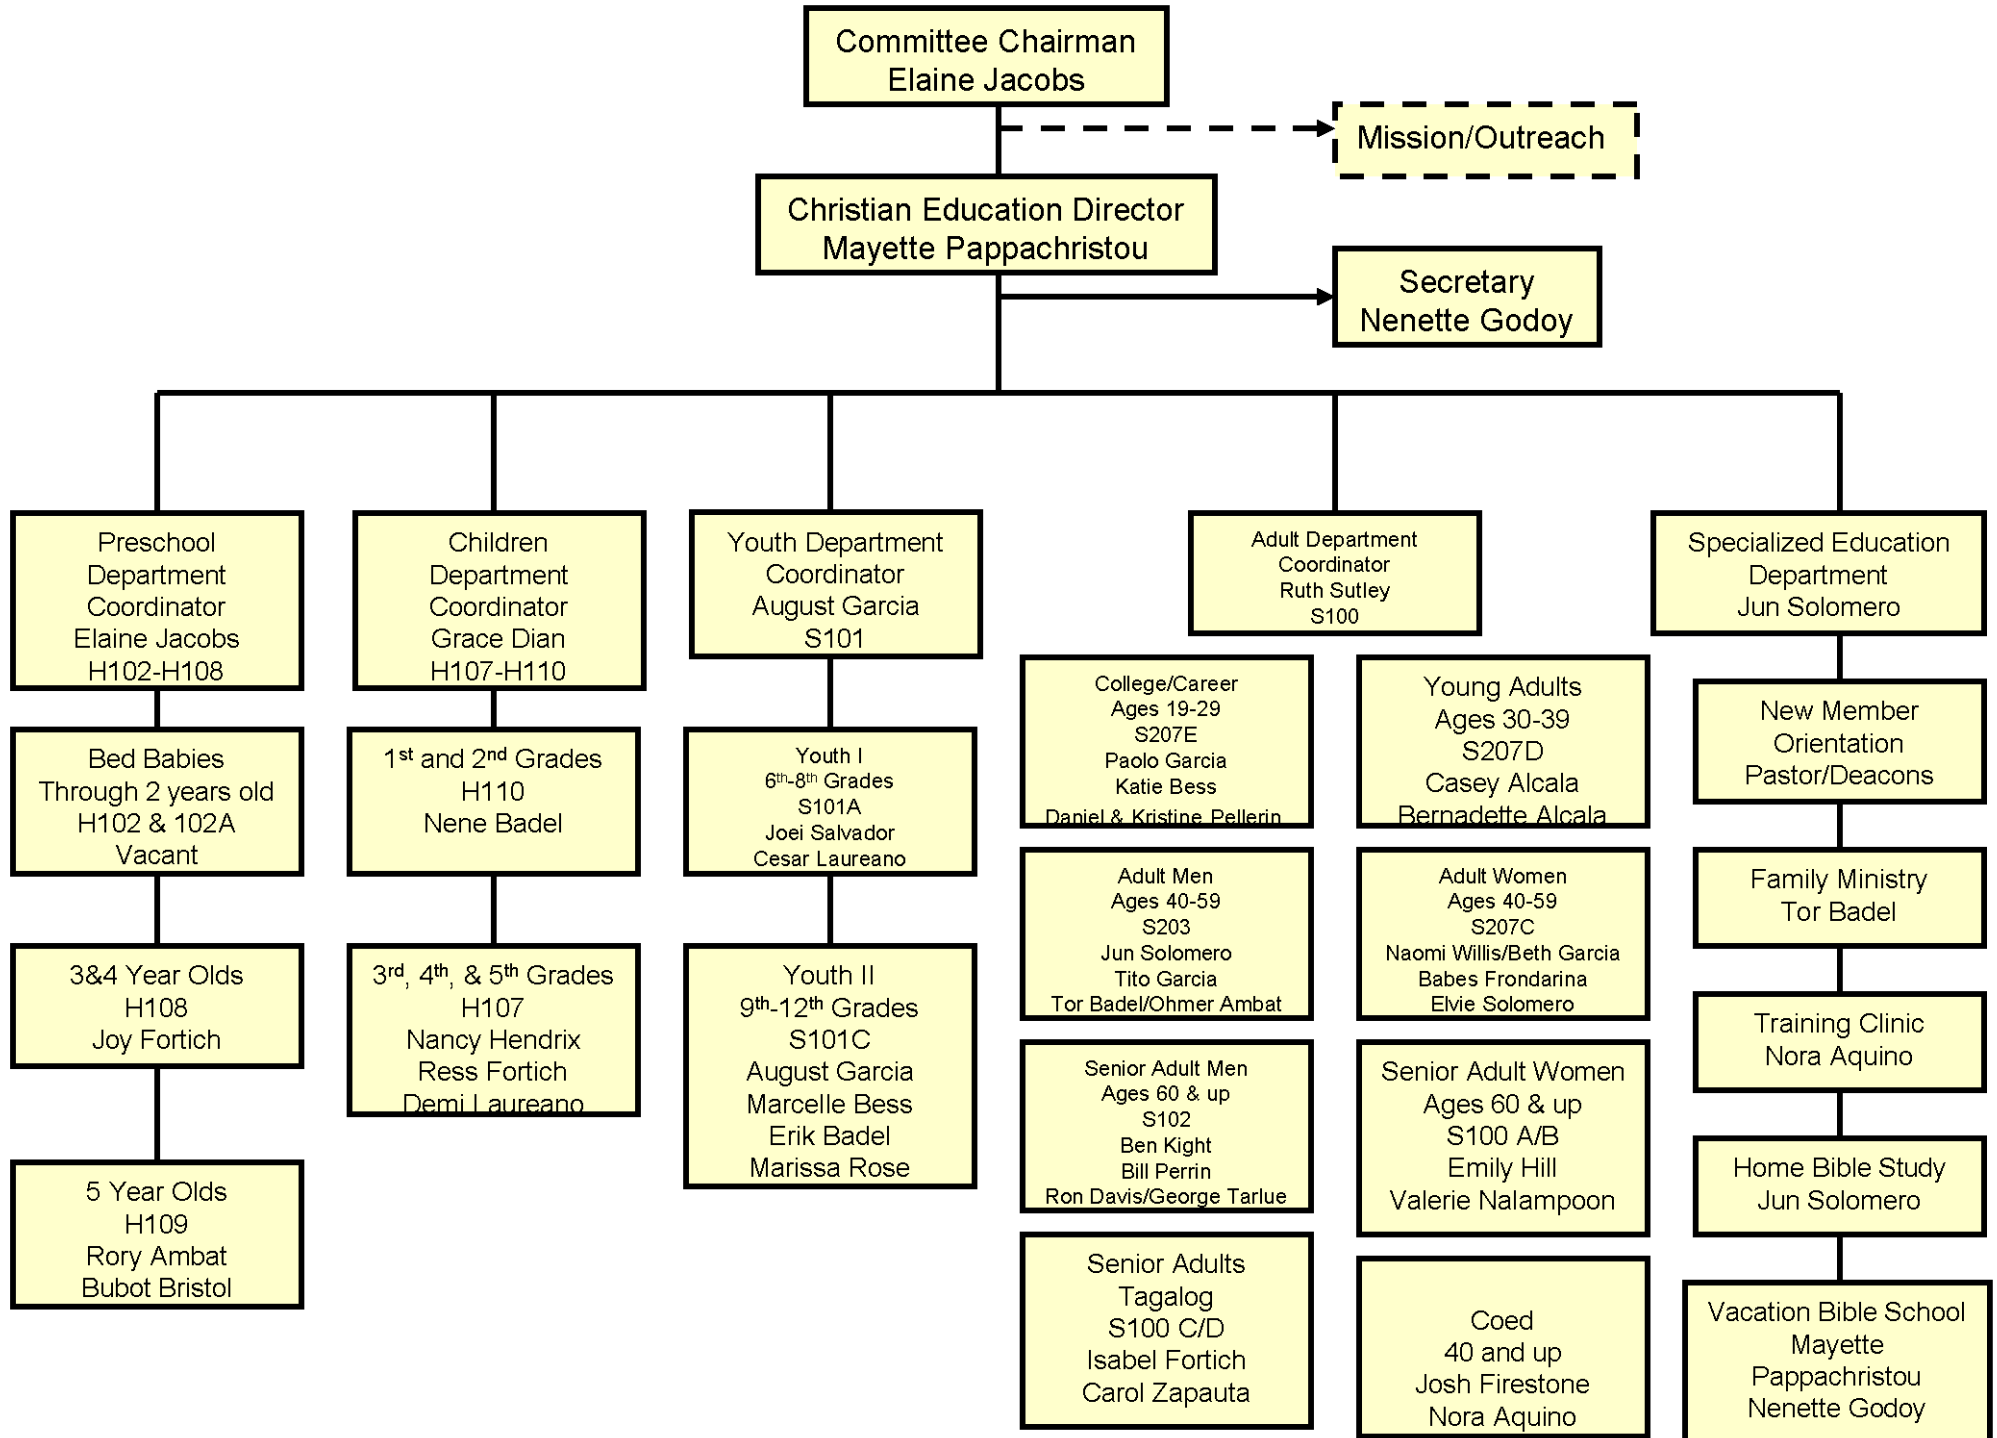 Committee Chairman
Elaine Jacobs
Mission/Outreach
Christian Education Director
Mayette Pappachristou
Secretary
Nenette Godoy
Preschool
Department
Coordinator
Elaine Jacobs
H102-H108
Bed Babies
Through 2 years old
H102 & 102A
Vacant
3&4 Year Olds
H108
Joy Fortich
5 Year Olds
H109
Rory Ambat
Bubot Bristol
Children
Department
Coordinator
Grace Dian
H107-H110
1st and 2nd Grades
H110
Nene Badel
3rd, 4th, & 5th Grades
H107
Nancy Hendrix
Ress Fortich
Demi Laureano
Youth Department
Coordinator
August Garcia
S101
Youth I
6th-8th Grades
S101A
Joei Salvador
Cesar Laureano
Youth II
9th-12th Grades
S101C
August Garcia
Marcelle Bess
Erik Badel
Marissa Rose
Adult Department
Coordinator
Ruth Sutley
S100
College/Career
Ages 19-29
S207E
Paolo Garcia
Katie Bess
Daniel & Kristine Pellerin
Young Adults
Ages 30-39
S207D
Casey Alcala
Bernadette Alcala
Adult Men
Ages 40-59
S203
Jun Solomero
Tito Garcia
Tor Badel/Ohmer Ambat
Adult Women
Ages 40-59
S207C
Naomi Willis/Beth Garcia
Babes Frondarina
Elvie Solomero
Senior Adult Men
Ages 60 & up
S102
Ben Kight
Bill Perrin
Ron Davis/George Tarlue
Senior Adult Women
Ages 60 & up
S100 A/B
Emily Hill
Valerie Nalampoon
Senior Adults
Tagalog
S100 C/D
Isabel Fortich
Carol Zapauta
Coed
40 and up
Josh Firestone
Nora Aquino
Specialized Education
Department
Jun Solomero
New Member
Orientation
Pastor/Deacons
Family Ministry
Tor Badel
Training Clinic
Nora Aquino
Home Bible Study
Jun Solomero
Vacation Bible School
Mayette
Pappachristou
Nenette Godoy